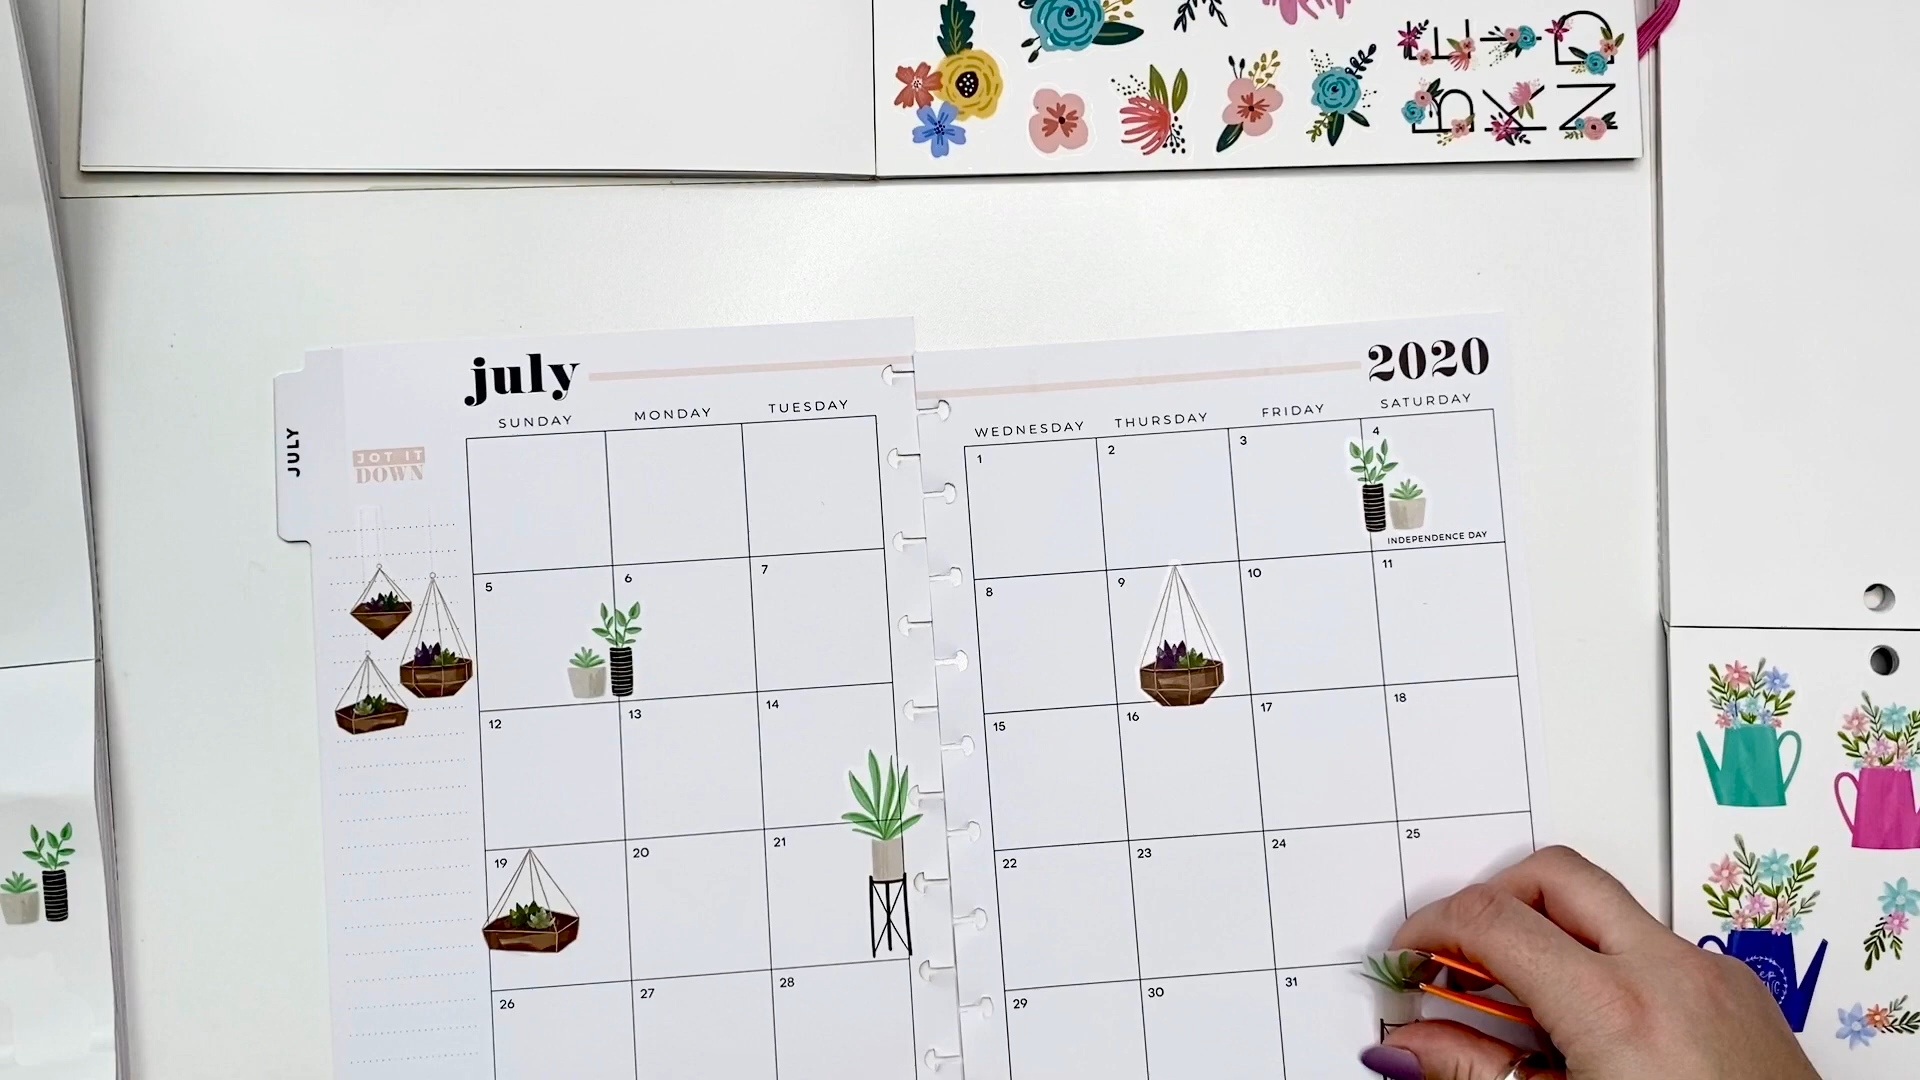 july
2020
SUNDAY MONDAY TUESDAY WEDNESDAY THURSDAY FRIDAY SATURDAY
JULY
JOT IT
DOWN
1 2 3 4
INDEPENDENCE DAY
5 6 7 8 9 10 11
12 13 14 15 16 17 18
19 20 21 22 23 24 25
26 27 28 29 30 31